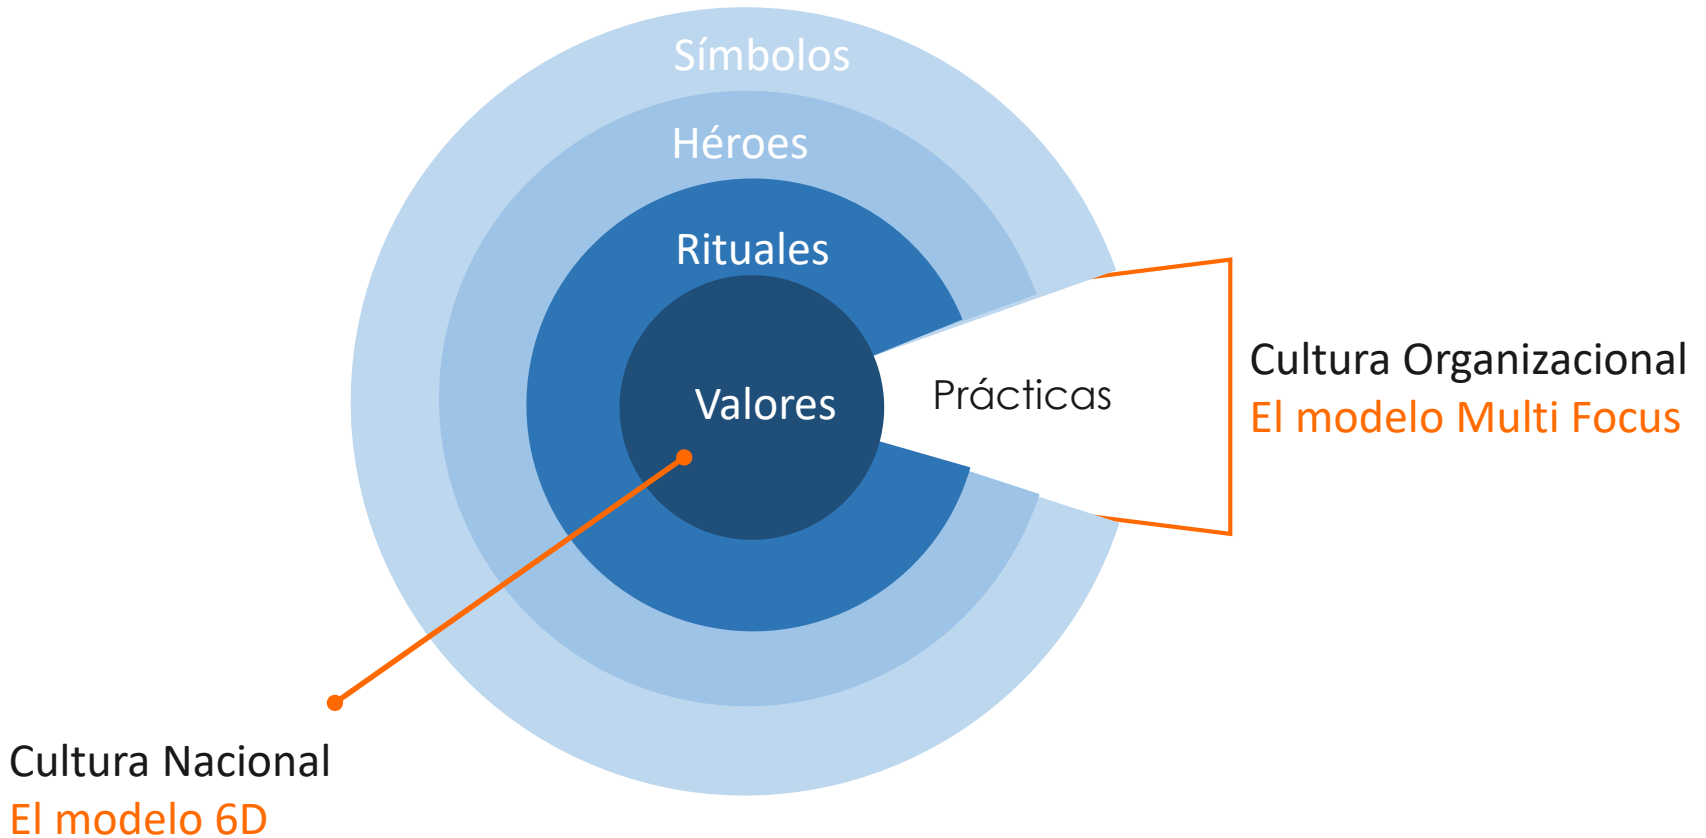 Símbolos
Héroes
Rituales
Valores
Prácticas
Cultura Organizacional
El modelo Multi Focus
Cultura Nacional
El modelo 6D